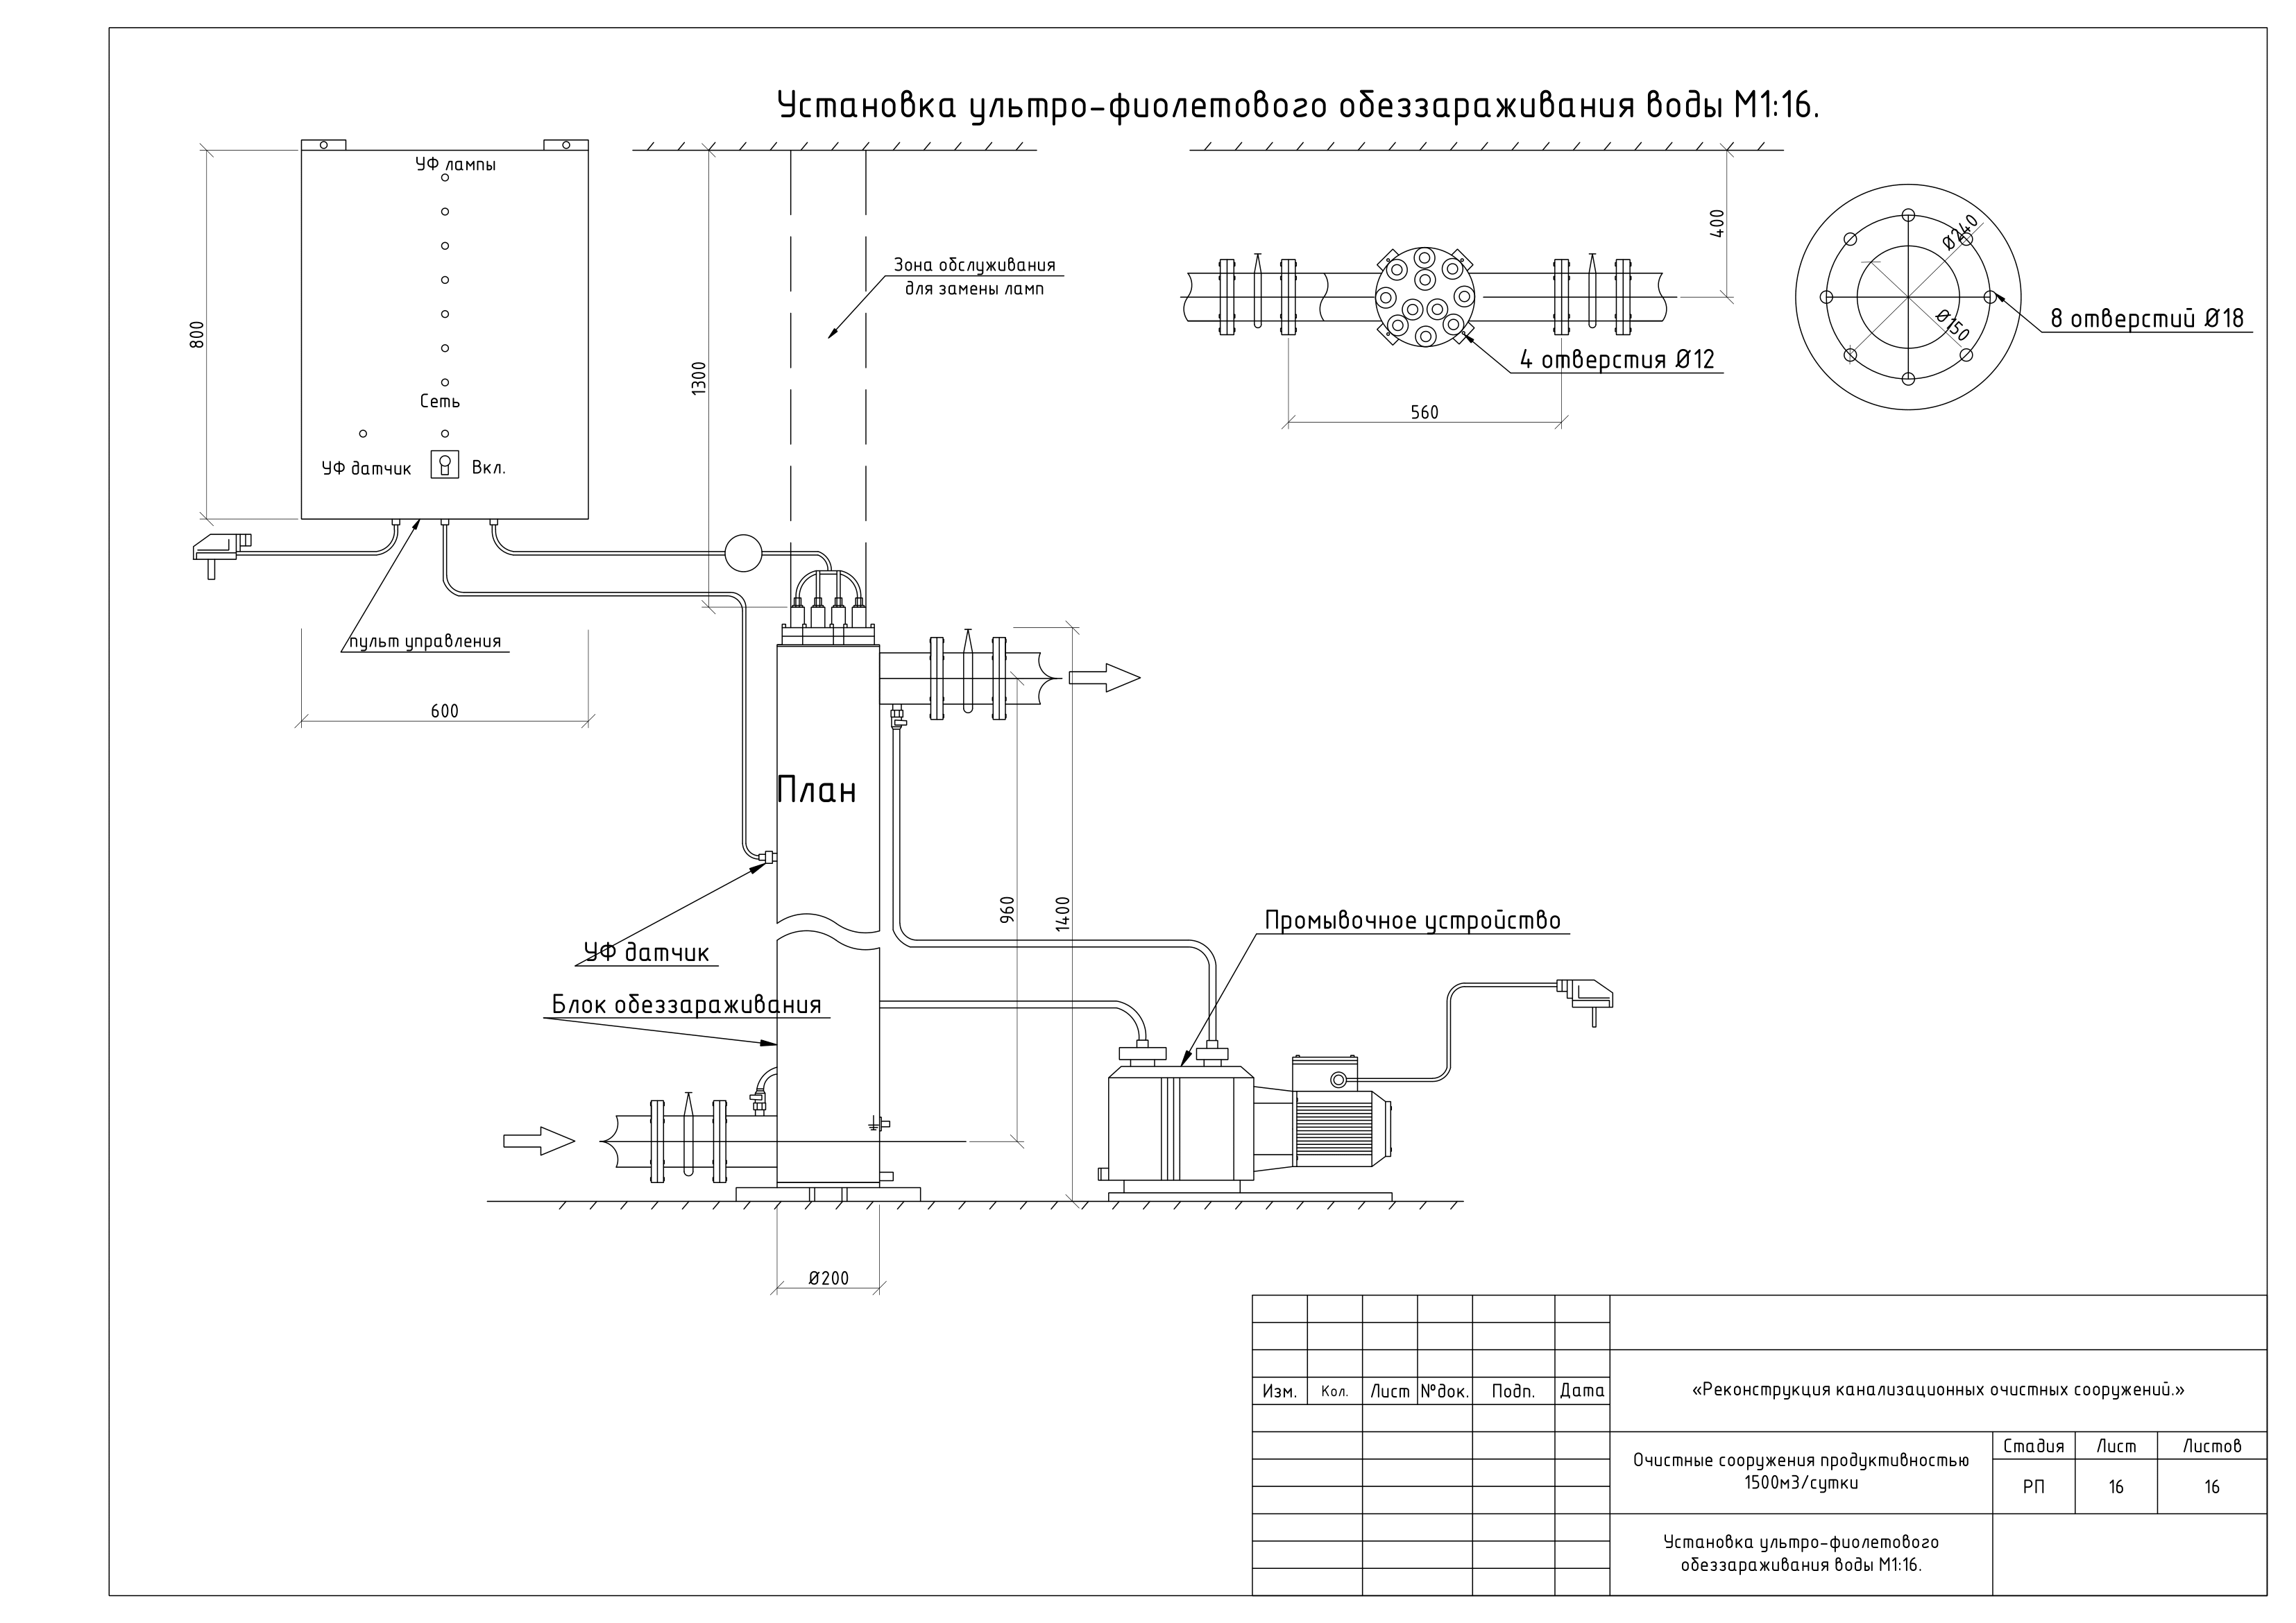 Установка ультро-фиолетового обеззараживания воды М1:16.
УФ лампы
Сеть
УФ датчик
Вкл.
800
600
пульт управления
1300
Зона обслуживания
для замены ламп
400
4 отверстия Ø12
560
Ø240
Ø150
8 отверстий Ø18
План
УФ датчик
Блок обеззараживания
960
1400
Промывочное устройство
Ø200
Изм. Кол. Лист №док. Подп. Дата
«Реконструкция канализационных очистных сооружений.»
Очистные сооружения продуктивностью
1500м3/сутки
Стадия Лист Листов
РП 16 16
Установка ультро-фиолетового
обеззараживания воды М1:16.